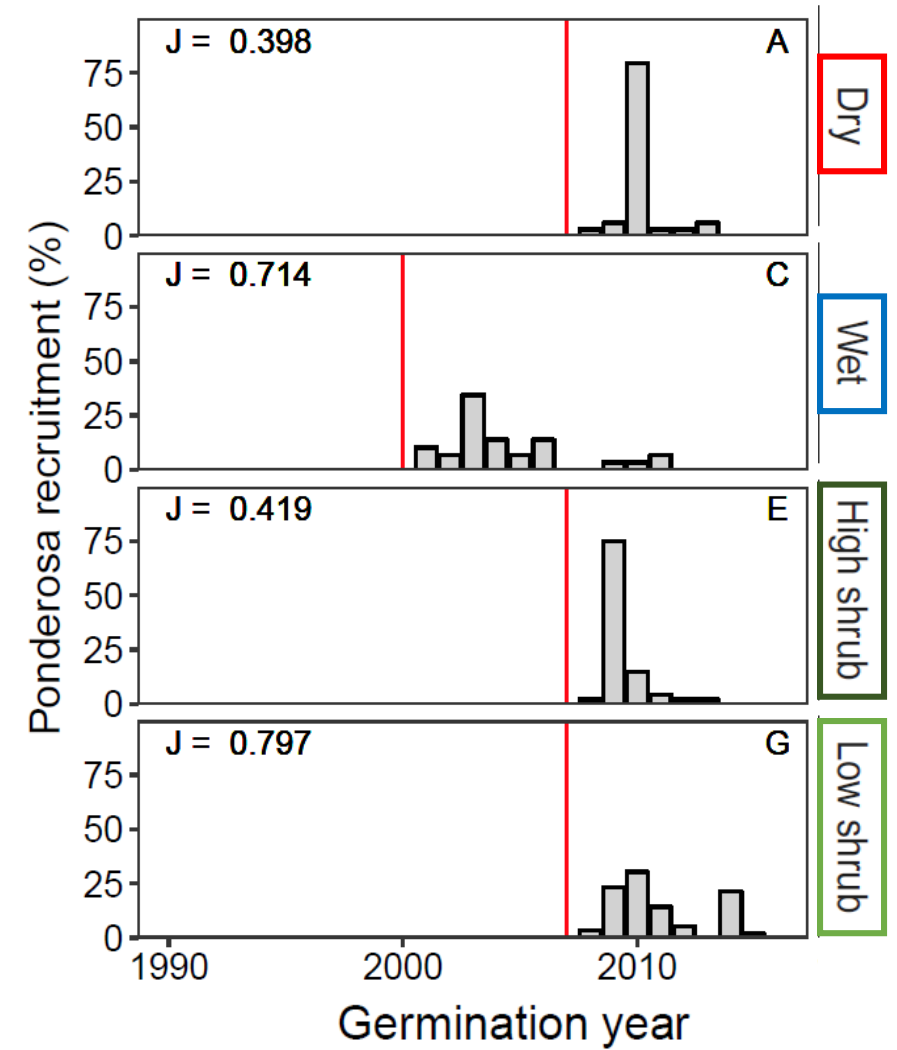 Ponderosa recruitment (%)
J = 0.398
A
Dry
75
50
25
0
J = 0.714
C
Wet
75
50
25
0
J = 0.419
E
High shrub
75
50
25
0
J = 0.797
G
Low shrub
75
50
25
0
1990 2000 2010
Germination year